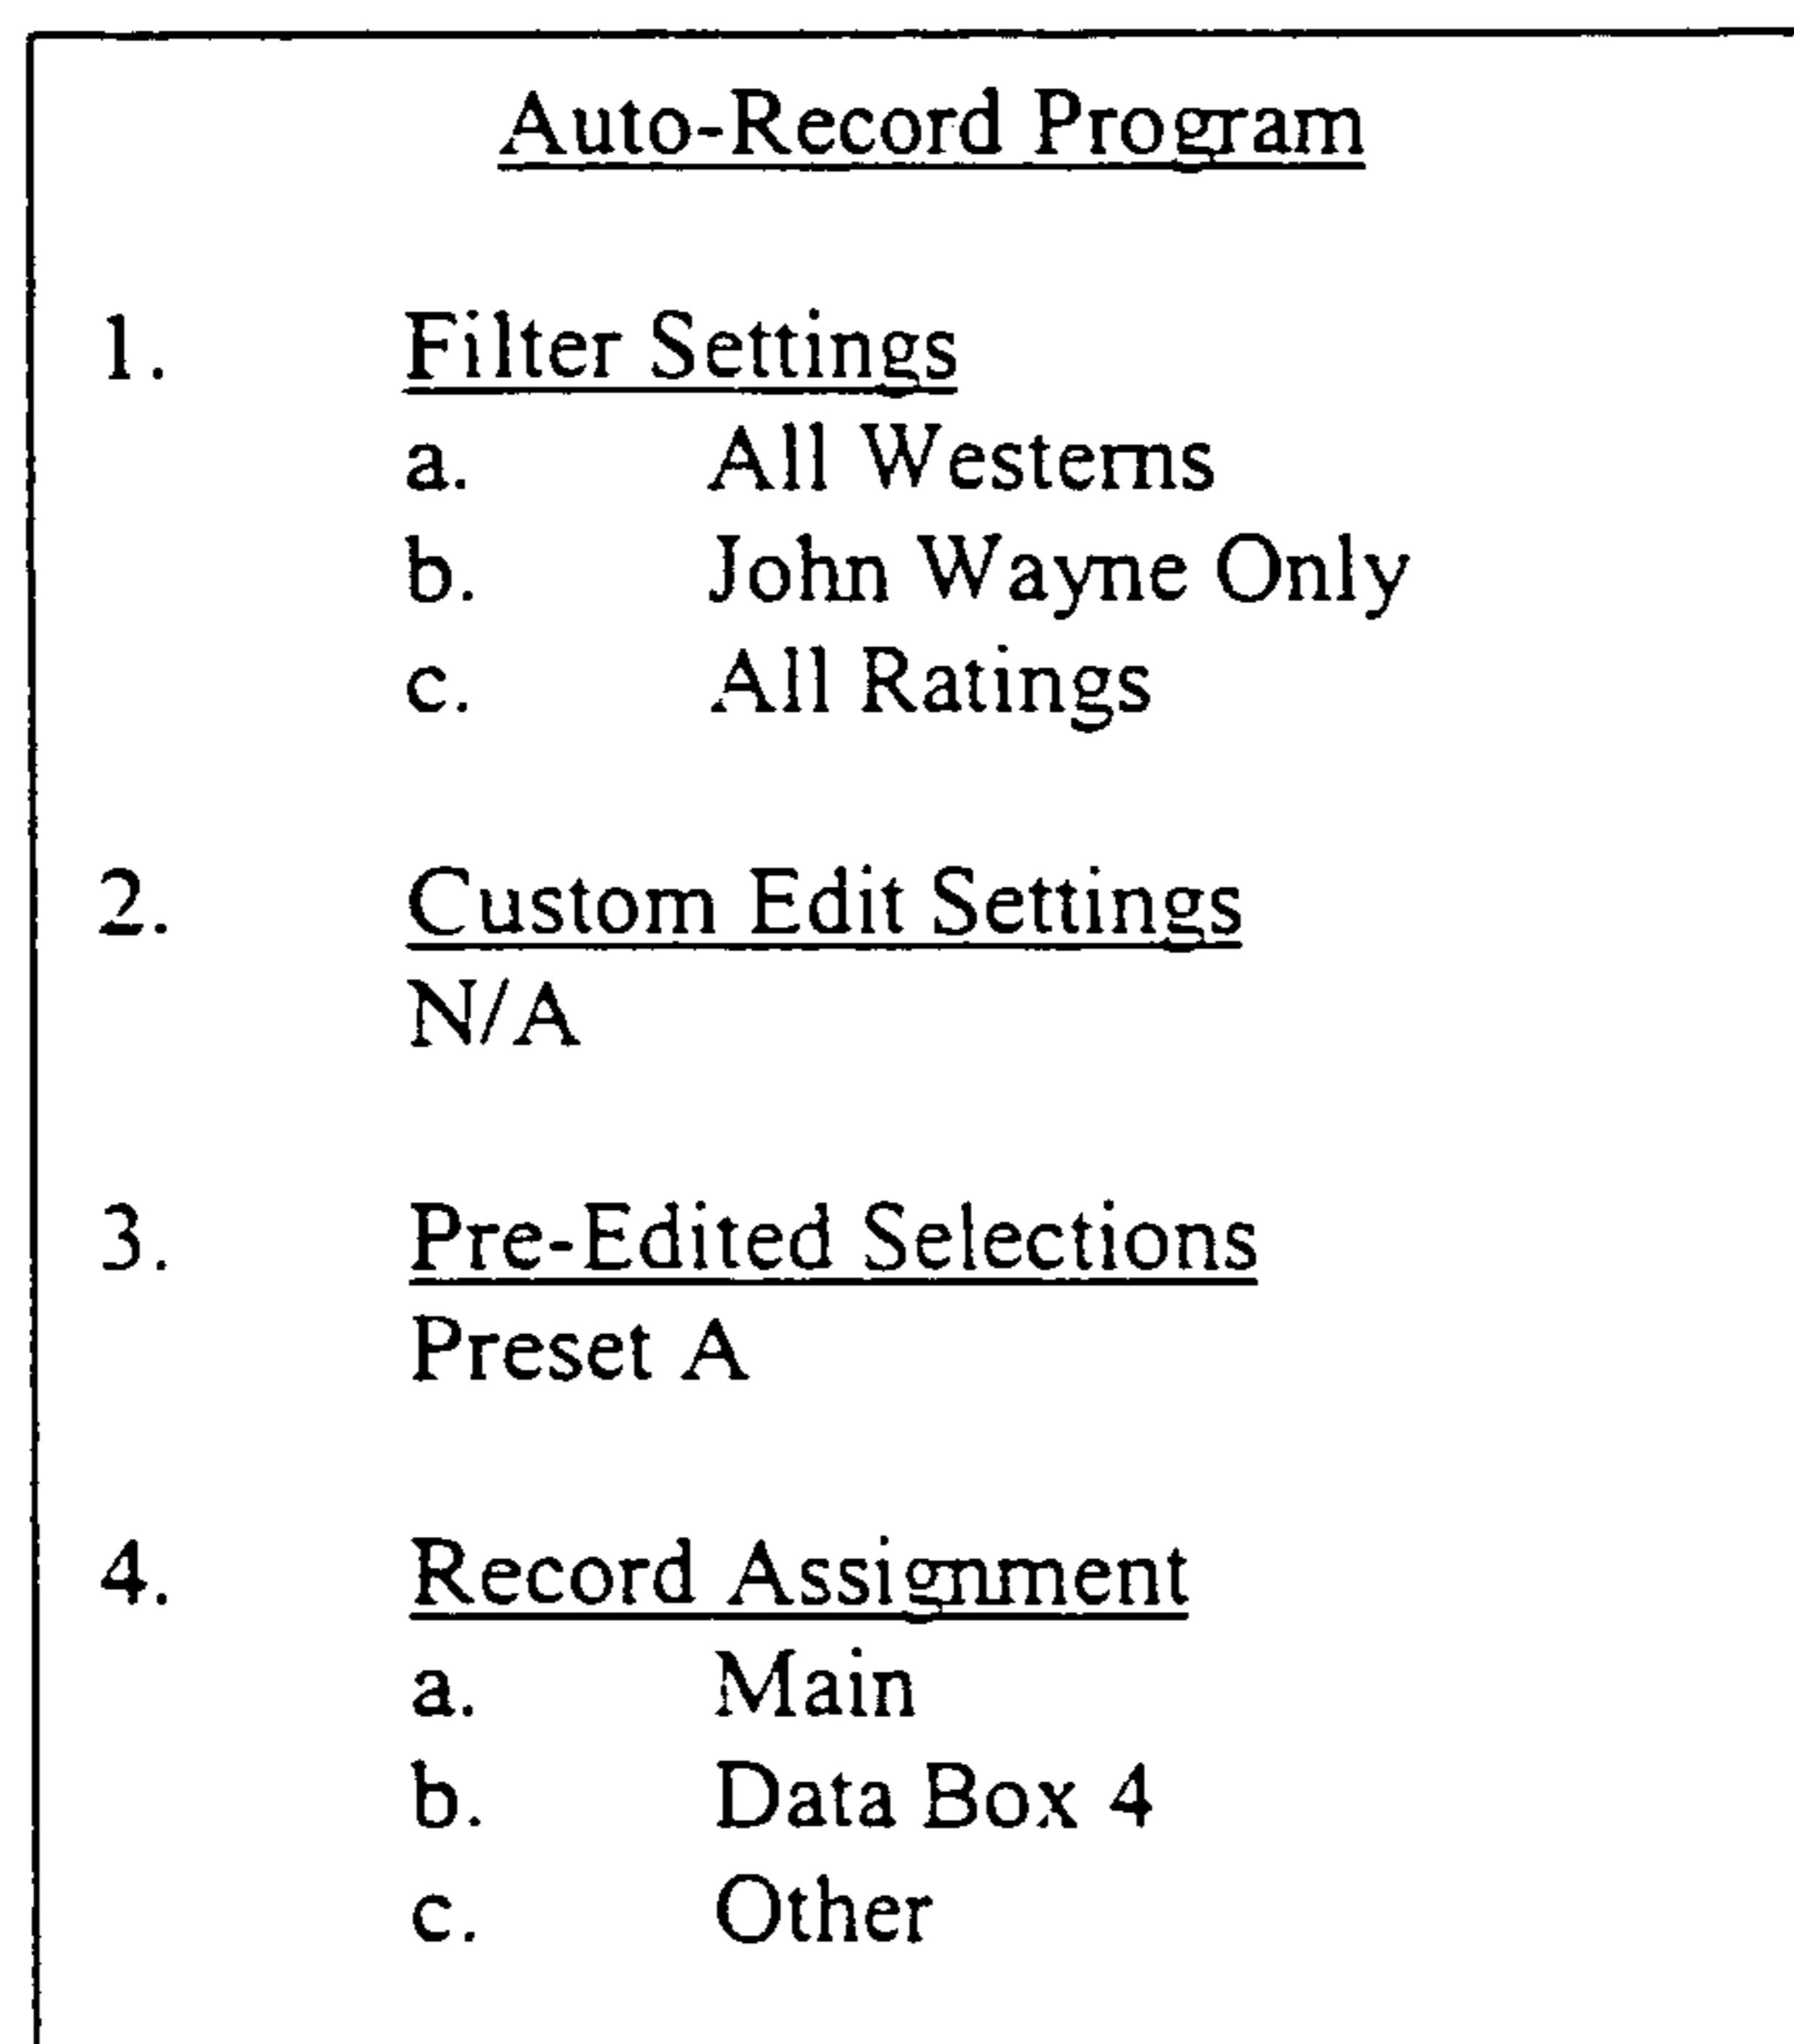 Auto-Record Program
1. Filter Settings
a. All Westerns
b. John Wayne Only
c. All Ratings
2. Custom Edit Settings
N/A
3. Pre-Edited Selections
Preset A
4. Record Assignment
a. Main
b. Data Box 4
c. Other